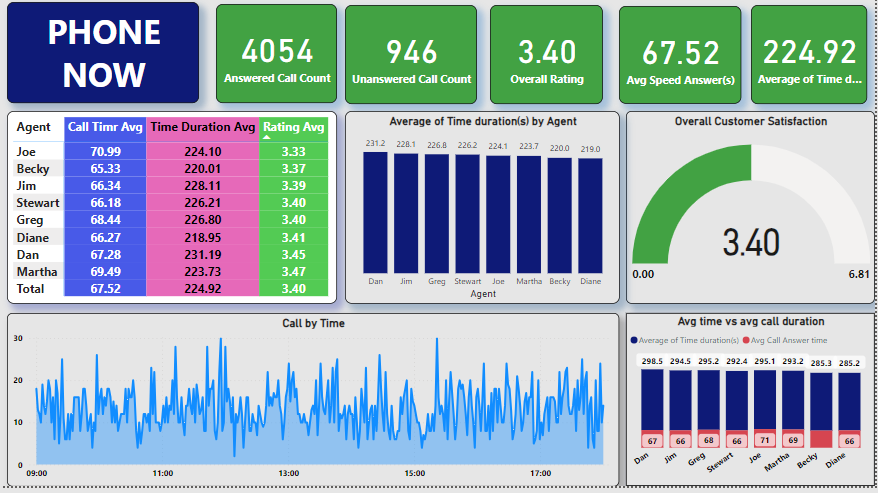 PHONE
NOW
4054
Answered Call Count
946
Unanswered Call Count
3.40
Overall Rating
67.52
Avg Speed Answer(s)
224.92
Average of Time d...
Agent Call Timr Avg Time Duration Avg Rating Avg
Joe 70.99 224.10 3.33
Becky 65.33 220.01 3.37
Jim 66.34 228.11 3.39
Stewart 66.18 226.21 3.40
Greg 68.44 226.80 3.40
Diane 66.27 218.95 3.41
Dan 67.28 231.19 3.45
Martha 69.49 223.73 3.47
Total 67.52 224.92 3.40
Average of Time duration(s) by Agent
231.2 228.1 226.8 226.2 224.1 223.7 220.0 219.0
Dan Jim Greg Stewart Joe Martha Becky Diane
Agent
Overall Customer Satisfaction
3.40
0.00 6.81
Call by Time
30
20
10
0
09:00 11:00 13:00 15:00 17:00
Avg time vs avg call duration
Average of Time duration(s) Avg Call Answer time
298.5 294.5 295.2 292.4 295.1 293.2 285.3 285.2
67 66 68 66 71 69 66
Dan Jim Greg Stewart Joe Martha Becky Diane